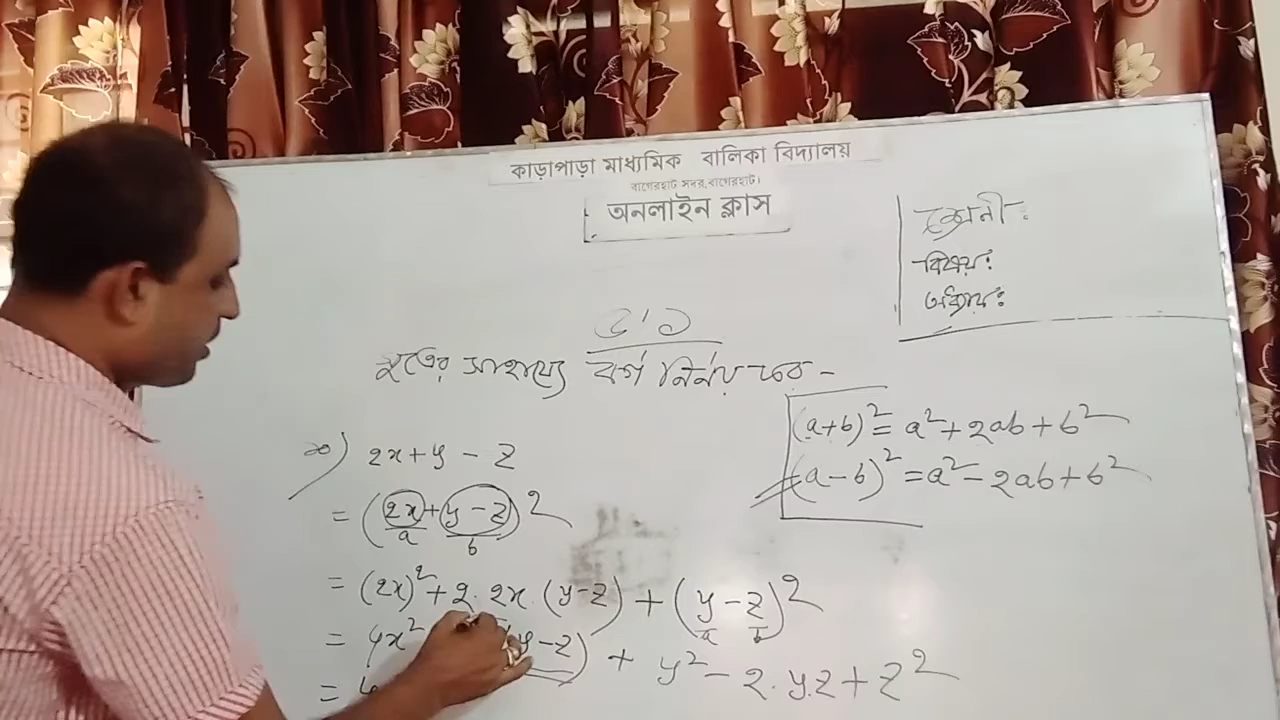 কাড়াপাড়া মাধ্যমিক বালিকা বিদ্যালয়
বাগেরহাট সদর, বাগেরহাট।
অনলাইন ক্লাস
শ্রেনী:
বিষয়:
অধ্যায়:
৫.১
সূত্রের সাহায্যে বর্গ নির্নয় কর -
(a+b)² = a² + 2ab + b²
(a-b)² = a² - 2ab + b²
2x+y-z
= (2x+y-z)²
a b
= (2x)² + 2. 2x. (y-z) + (y-z)²
a b
= 4x² (y-z) + y² - 2. y.z + z²
=